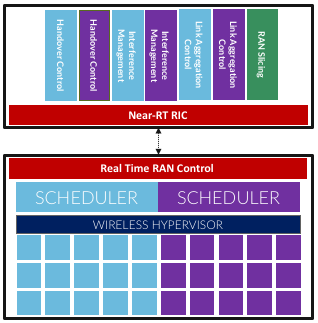 Handover Control
Handover Control
Interference
Management
Interference
Management
Link Aggregation
Control
Link Aggregation
Control
RAN Slicing
Near-RT RIC
Real Time RAN Control
SCHEDULER
SCHEDULER
WIRELESS HYPERVISOR